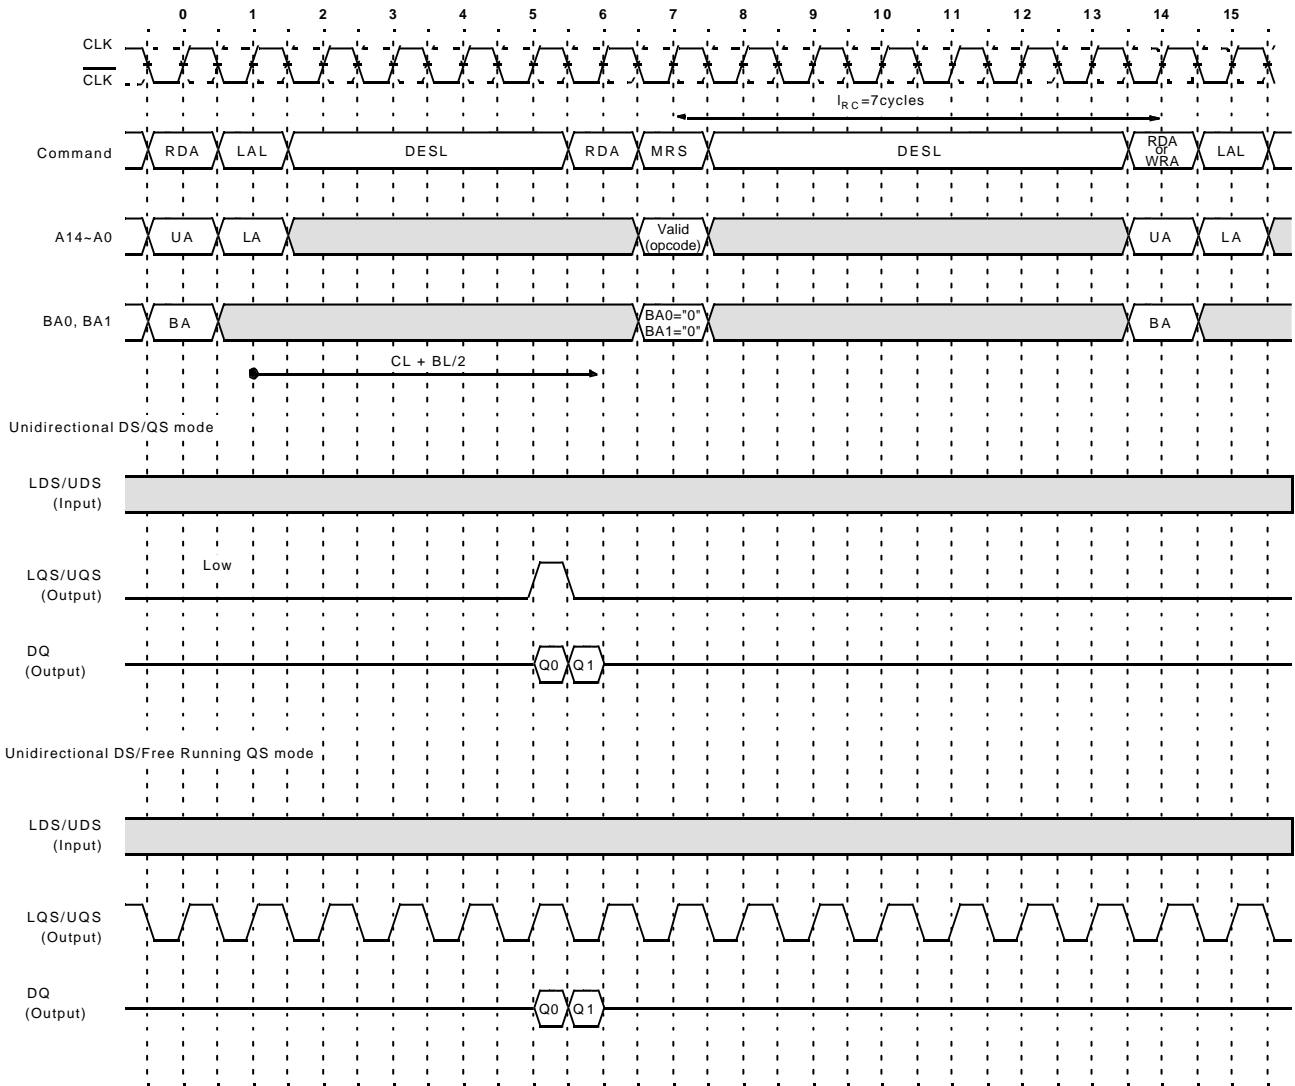 0 1 2 3 4 5 6 7 8 9 10 11 12 13 14 15
CLK
CLK
IRC=7cycles
Command RDA LAL DESL RDA MRS DESL RDA or WRA LAL
A14~A0 UA LA Valid (opcode) UA LA
BA0, BA1 BA BA0="0" BA1="0" BA
CL + BL/2
Unidirectional DS/QS mode
LDS/UDS
(Input)
Low
LQS/UQS
(Output)
DQ
(Output)
Q0 Q1
Unidirectional DS/Free Running QS mode
LDS/UDS
(Input)
LQS/UQS
(Output)
DQ
(Output)
Q0 Q1